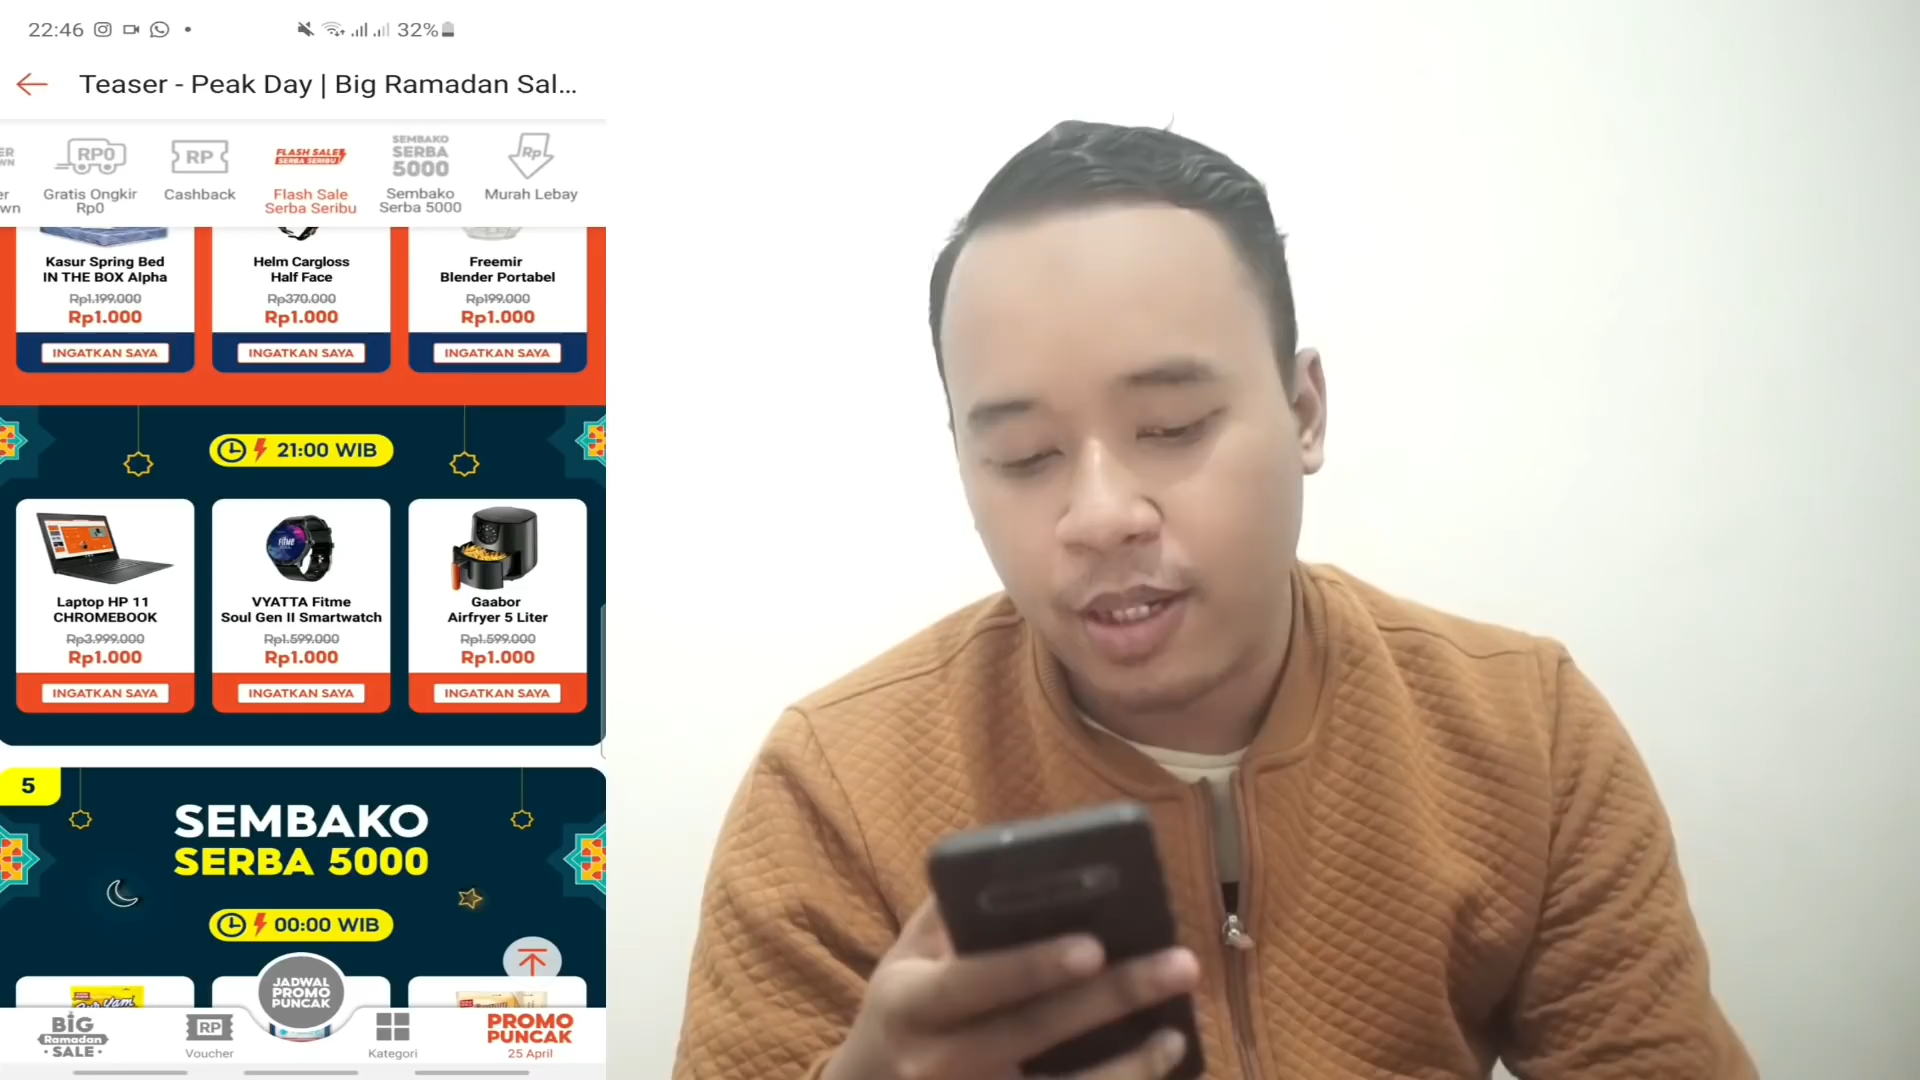 22:46
32%
Teaser - Peak Day | Big Ramadan Sal...
RP0
RP
FLASH SALE
SERBA SERIBU
SEMBAKO
SERBA
5000
Rp
Gratis Ongkir
Rp0
Cashback
Flash Sale
Serba Seribu
Sembako
Serba 5000
Murah Lebay
Kasur Spring Bed
IN THE BOX Alpha
Rp1.199.000
Rp1.000
INGATKAN SAYA
Helm Cargloss
Half Face
Rp370.000
Rp1.000
INGATKAN SAYA
Freemir
Blender Portabel
Rp199.000
Rp1.000
INGATKAN SAYA
21:00 WIB
Laptop HP 11
CHROMEBOOK
Rp3.999.000
Rp1.000
INGATKAN SAYA
FITME
VYATTA Fitme
Soul Gen II Smartwatch
Rp1.599.000
Rp1.000
INGATKAN SAYA
Gaabor
Airfryer 5 Liter
Rp1.599.000
Rp1.000
INGATKAN SAYA
5
SEMBAKO
SERBA 5000
00:00 WIB
JADWAL
PROMO
PUNCAK
BIG
Ramadan
SALE
RP
Voucher
Kategori
PROMO
PUNCAK
25 April